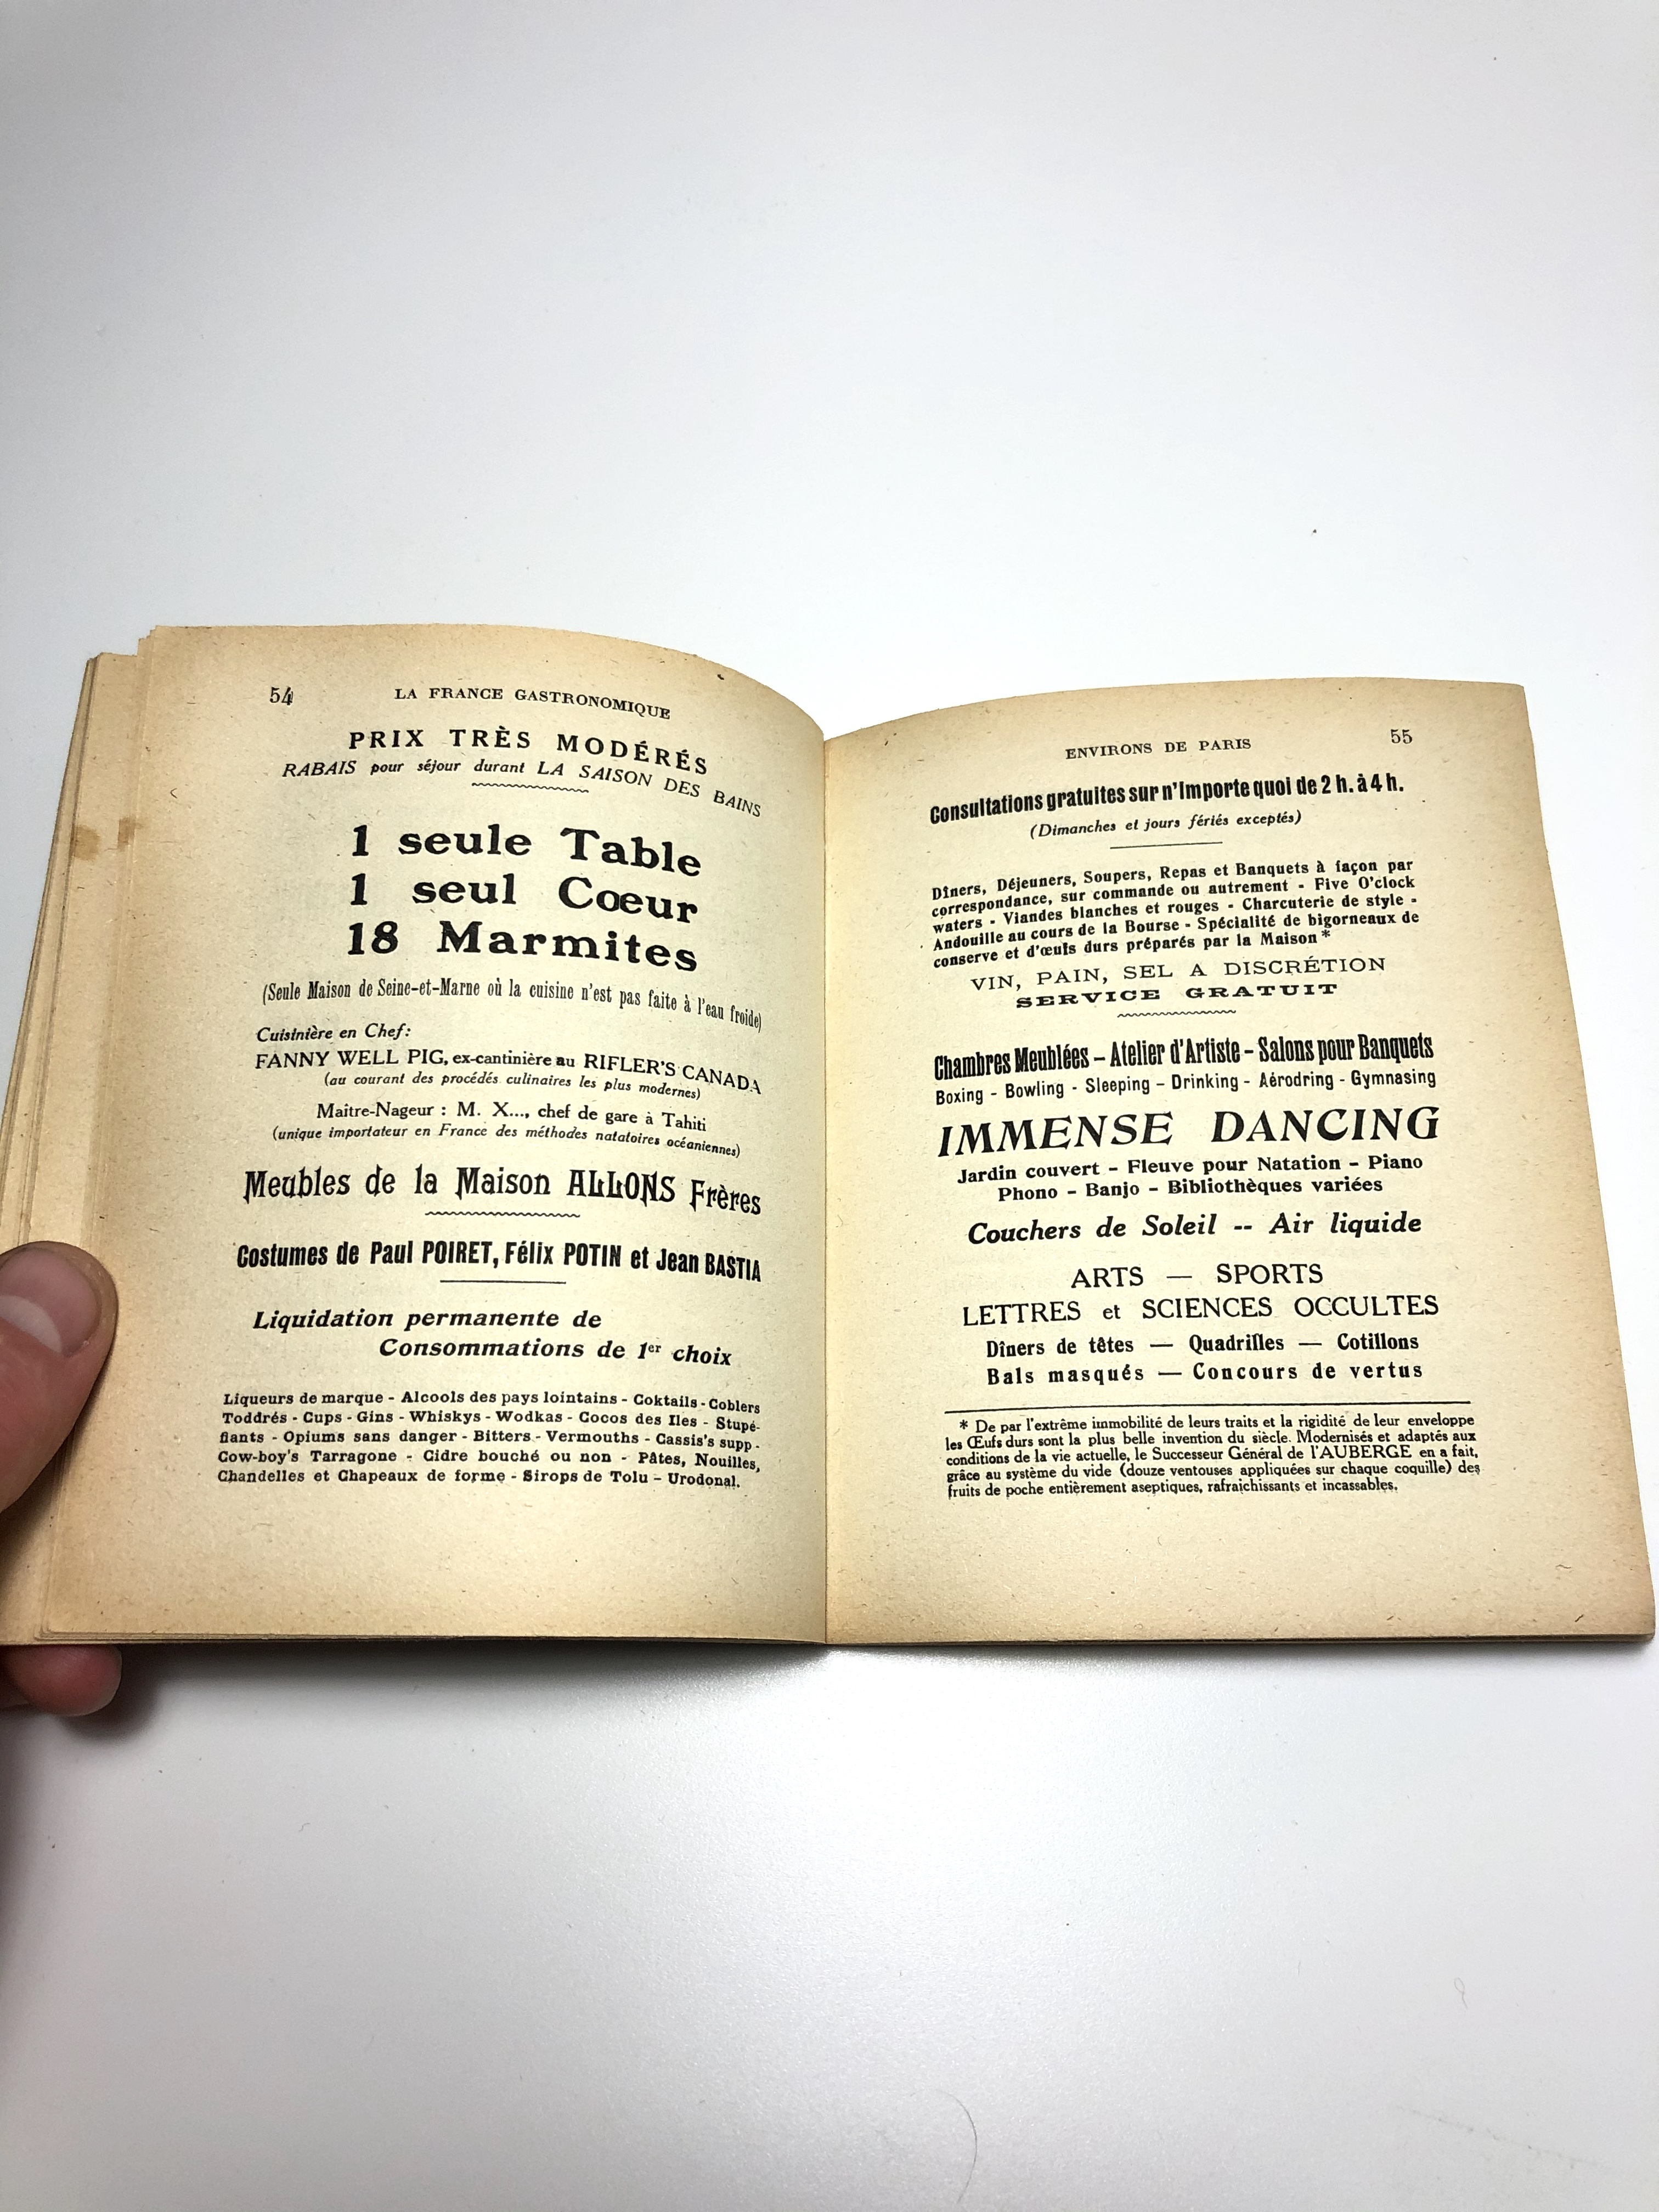 54
LA FRANCE GASTRONOMIQUE
PRIX TRÈS MODÉRÉS
RABAIS pour séjour durant LA SAISON DES BAINS
1 seule Table
1 seul Cœur
18 Marmites
(Seule Maison de Seine-et-Marne où la cuisine n'est pas faite à l'eau froide)
Cuisinière en Chef:
FANNY WELL PIG, ex-cantinière au RIFLER'S CANADA
(au courant des procédés culinaires les plus modernes)
Maître-Nageur : M. X..., chef de gare à Tahiti
(unique importateur en France des méthodes natatoires océaniennes)
Meubles de la Maison ALLONS Frères
Costumes de Paul POIRET, Félix POTIN et Jean BASTIA
Liquidation permanente de
Consommations de 1er choix
Liqueurs de marque - Alcools des pays lointains - Coktails - Coblers
Toddrés - Cups - Gins - Whiskys - Wodkas - Cocos des Iles - Stupé-
fiants - Opiums sans danger - Bitters - Vermouths - Cassis's supp -
Cow-boy's Tarragone - Cidre bouché ou non - Pâtes, Nouilles,
Chandelles et Chapeaux de forme - Sirops de Tolu - Urodonal.
ENVIRONS DE PARIS
55
Consultations gratuites sur n'importe quoi de 2 h. à 4 h.
(Dimanches et jours fériés exceptés)
Dîners, Déjeuners, Soupers, Repas et Banquets à façon par
correspondance, sur commande ou autrement - Five O'clock
waters - Viandes blanches et rouges - Charcuterie de style -
Andouille au cours de la Bourse - Spécialité de bigorneaux de
conserve et d'œufs durs préparés par la Maison *
VIN, PAIN, SEL A DISCRÉTION
SERVICE GRATUIT
Chambres Meublées – Atelier d'Artiste – Salons pour Banquets
Boxing - Bowling - Sleeping – Drinking - Aérodring - Gymnasing
IMMENSE DANCING
Jardin couvert – Fleuve pour Natation – Piano
Phono – Banjo – Bibliothèques variées
Couchers de Soleil -- Air liquide
ARTS — SPORTS
LETTRES et SCIENCES OCCULTES
Dîners de têtes — Quadrilles — Cotillons
Bals masqués — Concours de vertus
* De par l'extrême immobilité de leurs traits et la rigidité de leur enveloppe
les Œufs durs sont la plus belle invention du siècle. Modernisés et adaptés aux
conditions de la vie actuelle, le Successeur Général de l'AUBERGE en a fait,
grâce au système du vide (douze ventouses appliquées sur chaque coquille) des
fruits de poche entièrement aseptiques, rafraîchissants et incassables.